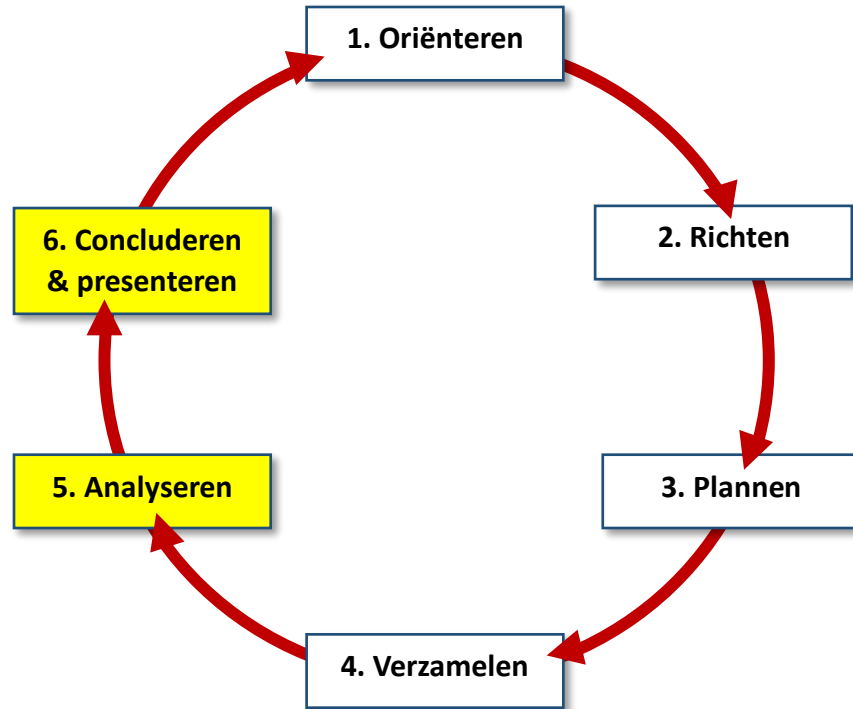 1. Oriënteren
2. Richten
3. Plannen
4. Verzamelen
5. Analyseren
6. Concluderen
& presenteren